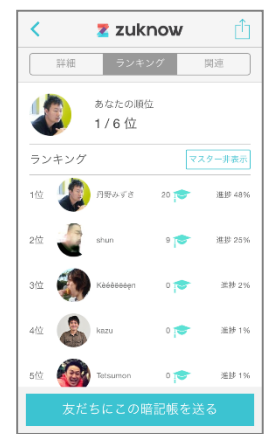 zuknow
詳細 ランキング 関連
あなたの順位
1 / 6 位
ランキング マスター非表示
1位 丹野みずき 20 進捗 48%
2位 shun 9 進捗 25%
3位 0 進捗 2%
4位 kazu 0 進捗 1%
5位 Tetsumon 0 進捗 1%
友だちにこの暗記帳を送る